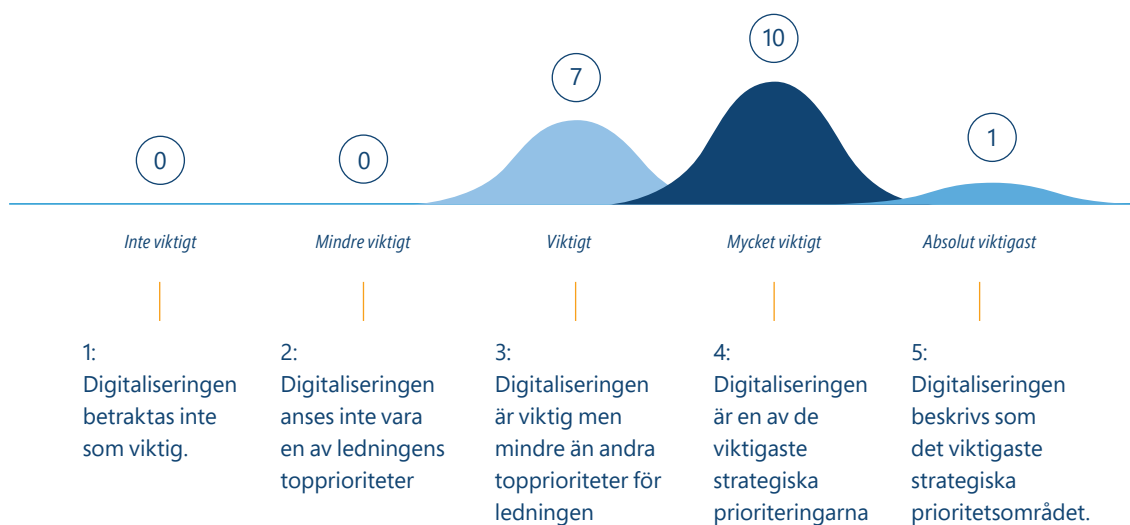 0
0
7
10
1
Inte viktigt
Mindre viktigt
Viktigt
Mycket viktigt
Absolut viktigast
1:
Digitaliseringen
betraktas inte
som viktig.
2:
Digitaliseringen
anses inte vara
en av ledningens
topprioriteter
3:
Digitaliseringen
är viktig men
mindre än andra
topprioriteter för
ledningen
4:
Digitaliseringen
är en av de
viktigaste
strategiska
prioriteringarna
5:
Digitaliseringen
beskrivs som
det viktigaste
strategiska
prioritetsområdet.